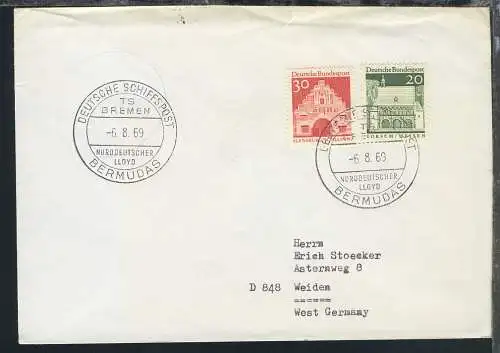 DEUTSCHE SCHIFFSPOST
TS
BREMEN
-6.8.69
NORDDEUTSCHER
LLOYD
BERMUDAS
Deutsche Bundespost
30
Deutsche Bundespost
20
-6.8.69
NORDDEUTSCHER
LLOYD
BERMUDAS
Herrn
Erich Stoecker
Asternweg 8
D 848 Weiden
West Germany